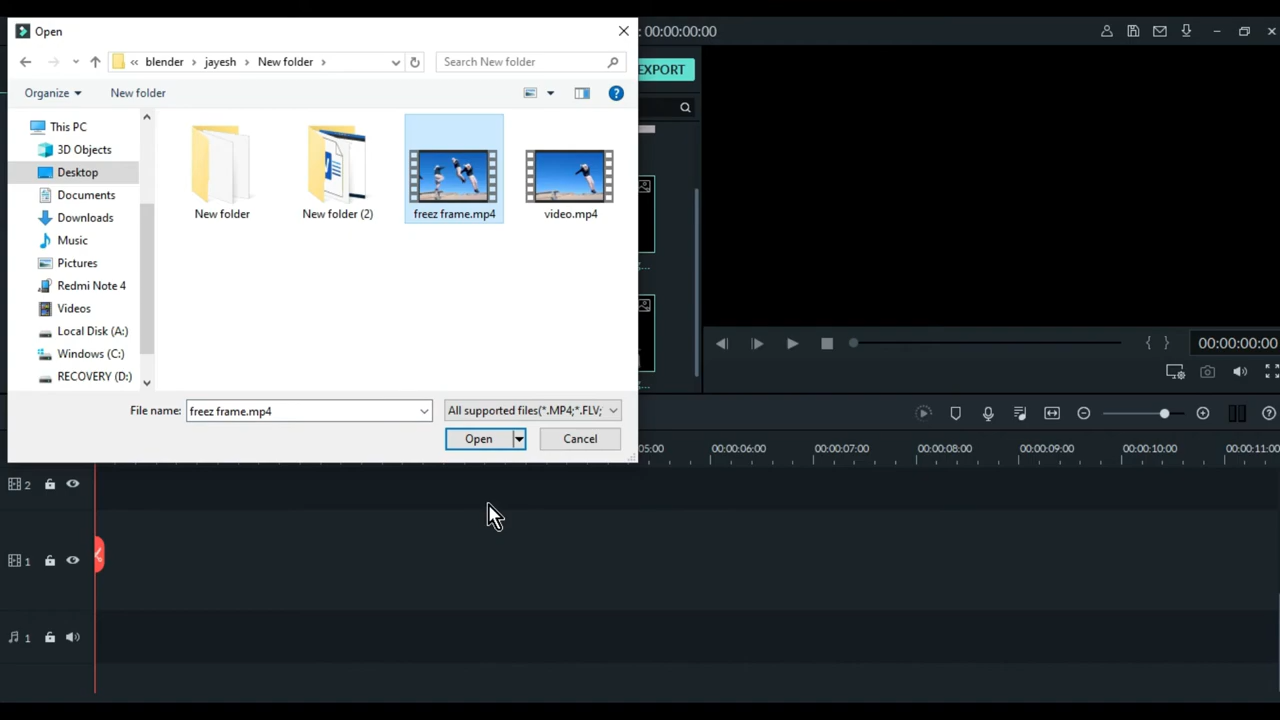 Open
: 00:00:00:00
« blender › jayesh › New folder ›
Search New folder
EXPORT
Organize
New folder
This PC
3D Objects
Desktop
Documents
Downloads
Music
Pictures
Redmi Note 4
Videos
Local Disk (A:)
Windows (C:)
RECOVERY (D:)
New folder
New folder (2)
freez frame.mp4
video.mp4
File name:
freez frame.mp4
All supported files(*.MP4;*.FLV;
Open
Cancel
{ }
00:00:00:00
05:00
00:00:06:00
00:00:07:00
00:00:08:00
00:00:09:00
00:00:10:00
00:00:11:00
2
1
1